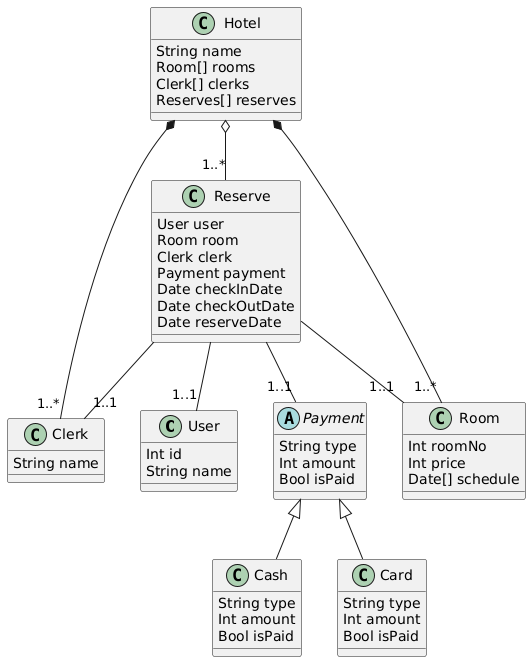 C Hotel
String name
Room[] rooms
Clerk[] clerks
Reserves[] reserves
1..*
C Reserve
User user
Room room
Clerk clerk
Payment payment
Date checkInDate
Date checkOutDate
Date reserveDate
1..*
1..1
1..1
1..1
1..1
1..*
C Clerk
String name
C User
Int id
String name
A Payment
String type
Int amount
Bool isPaid
C Room
Int roomNo
Int price
Date[] schedule
C Cash
String type
Int amount
Bool isPaid
C Card
String type
Int amount
Bool isPaid